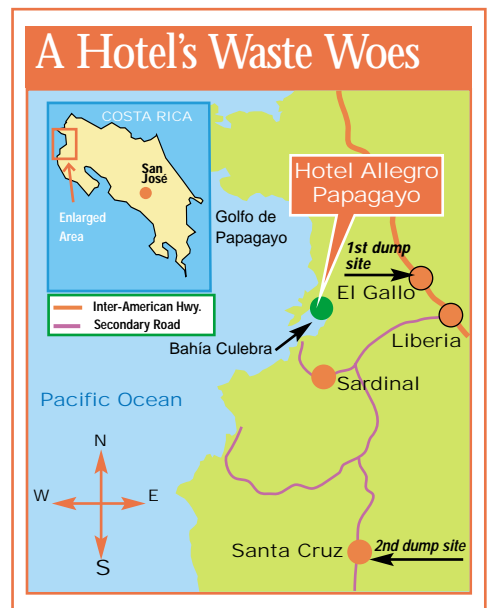 A Hotel's Waste Woes
COSTA RICA
San
José
Enlarged
Area
Golfo de
Papagayo
Hotel Allegro
Papagayo
1st dump
site
El Gallo
Inter-American Hwy.
Secondary Road
Liberia
Bahía Culebra
Sardinal
Pacific Ocean
N
W
E
S
Santa Cruz
2nd dump site